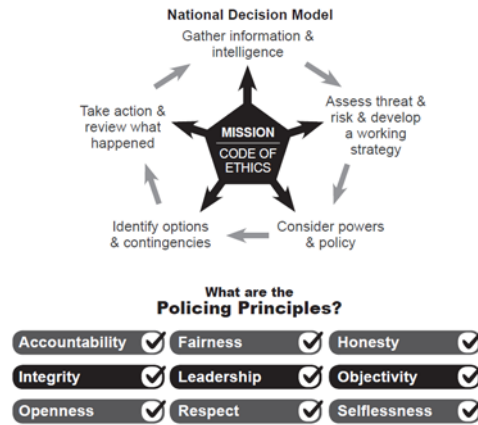 National Decision Model
Gather information &
intelligence
Assess threat &
risk & develop
a working
strategy
Consider powers
& policy
Identify options
& contingencies
Take action &
review what
happened
MISSION
CODE OF
ETHICS
What are the
Policing Principles?
Accountability
Fairness
Honesty
Integrity
Leadership
Objectivity
Openness
Respect
Selflessness